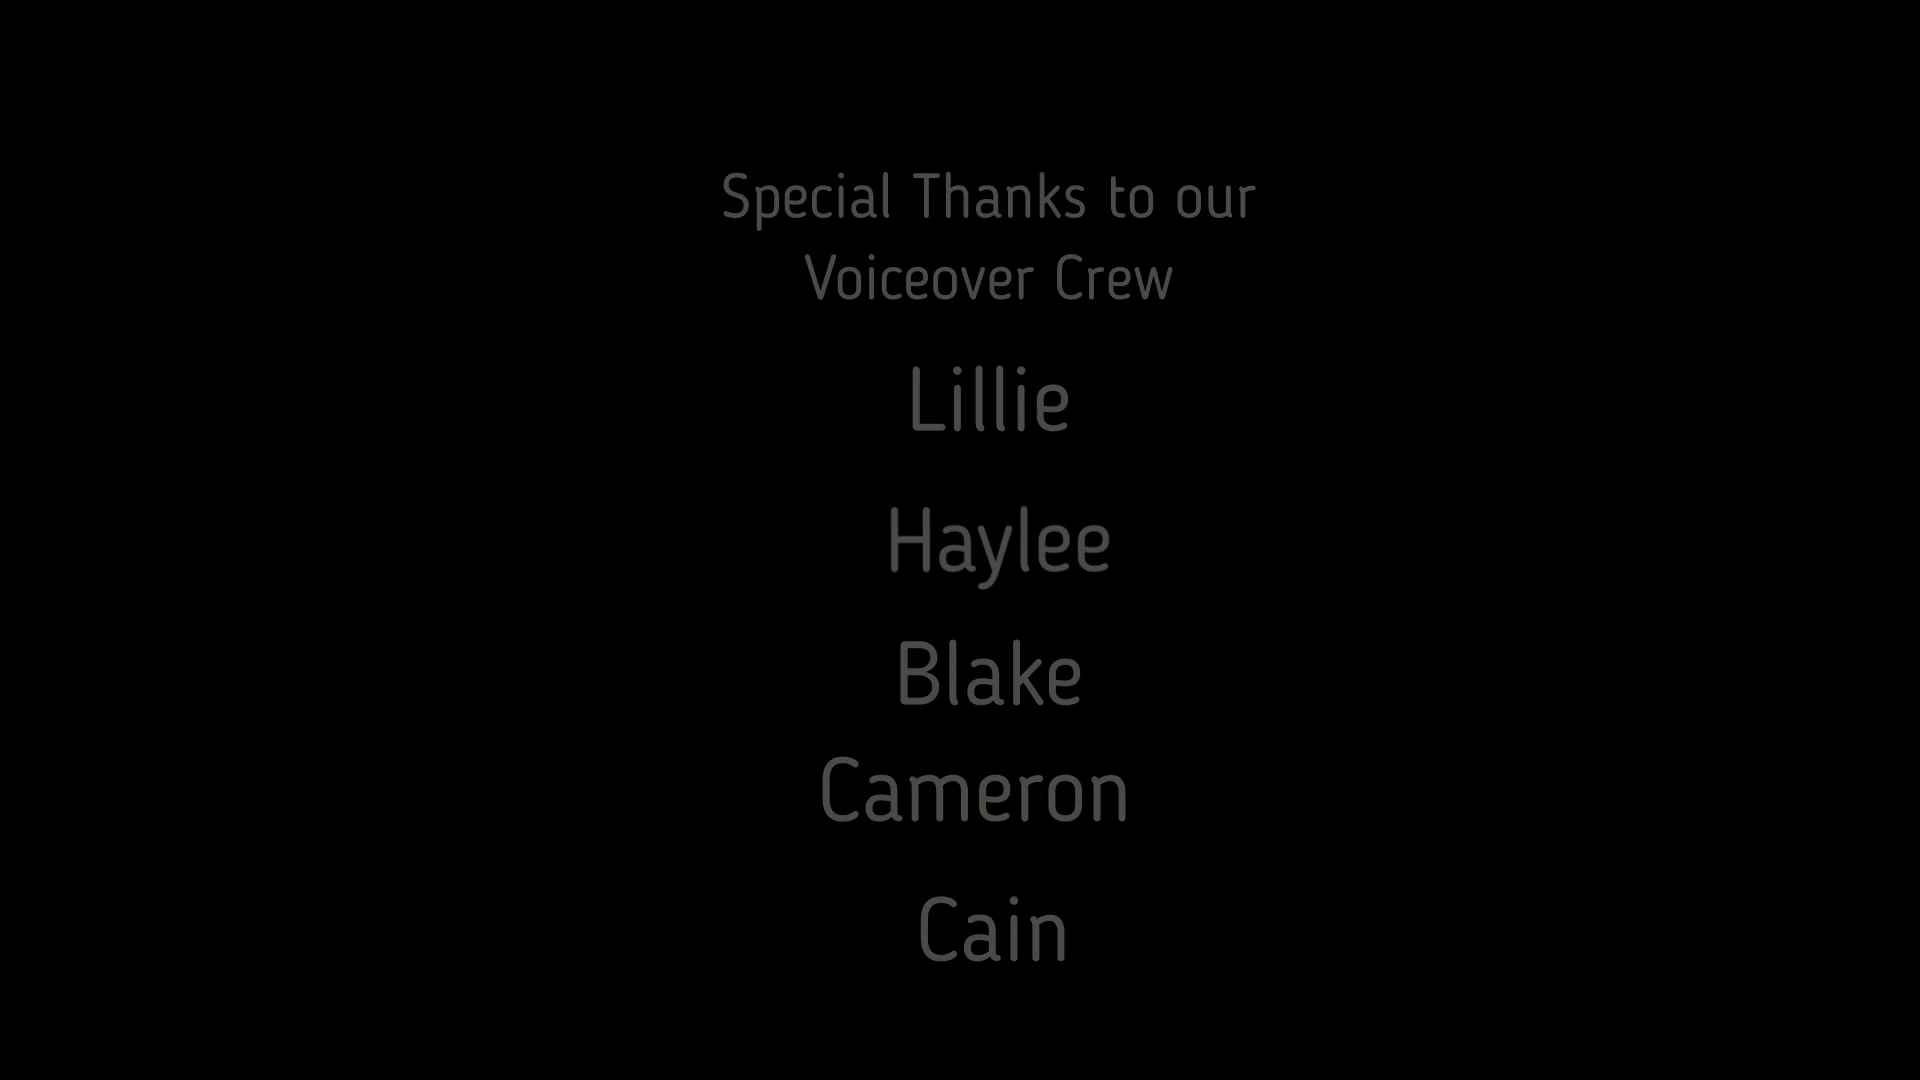 Special Thanks to our
Voiceover Crew
Lillie
Haylee
Blake
Cameron
Cain